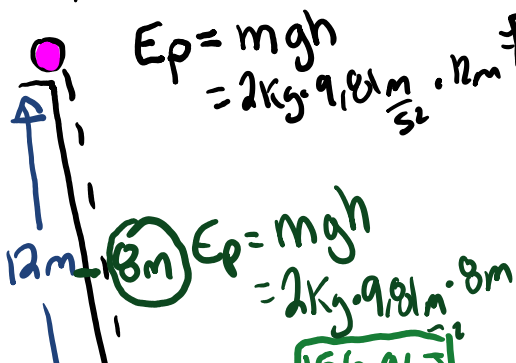 Ep = mgh
= 2Kg·9,81 m/s² · 12m =
12m
8m
Ep = mgh
= 2Kg·9,81 m/s² · 8m